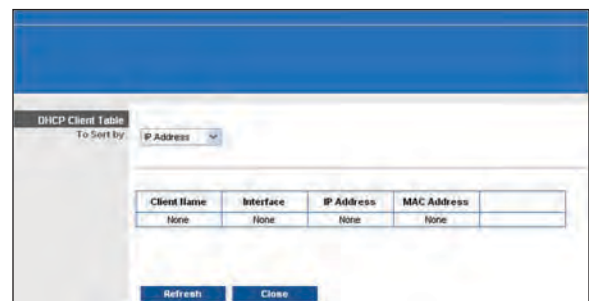 DHCP Client Table
To Sort by
IP Address
Client Name Interface IP Address MAC Address
None None None None
Refresh Close